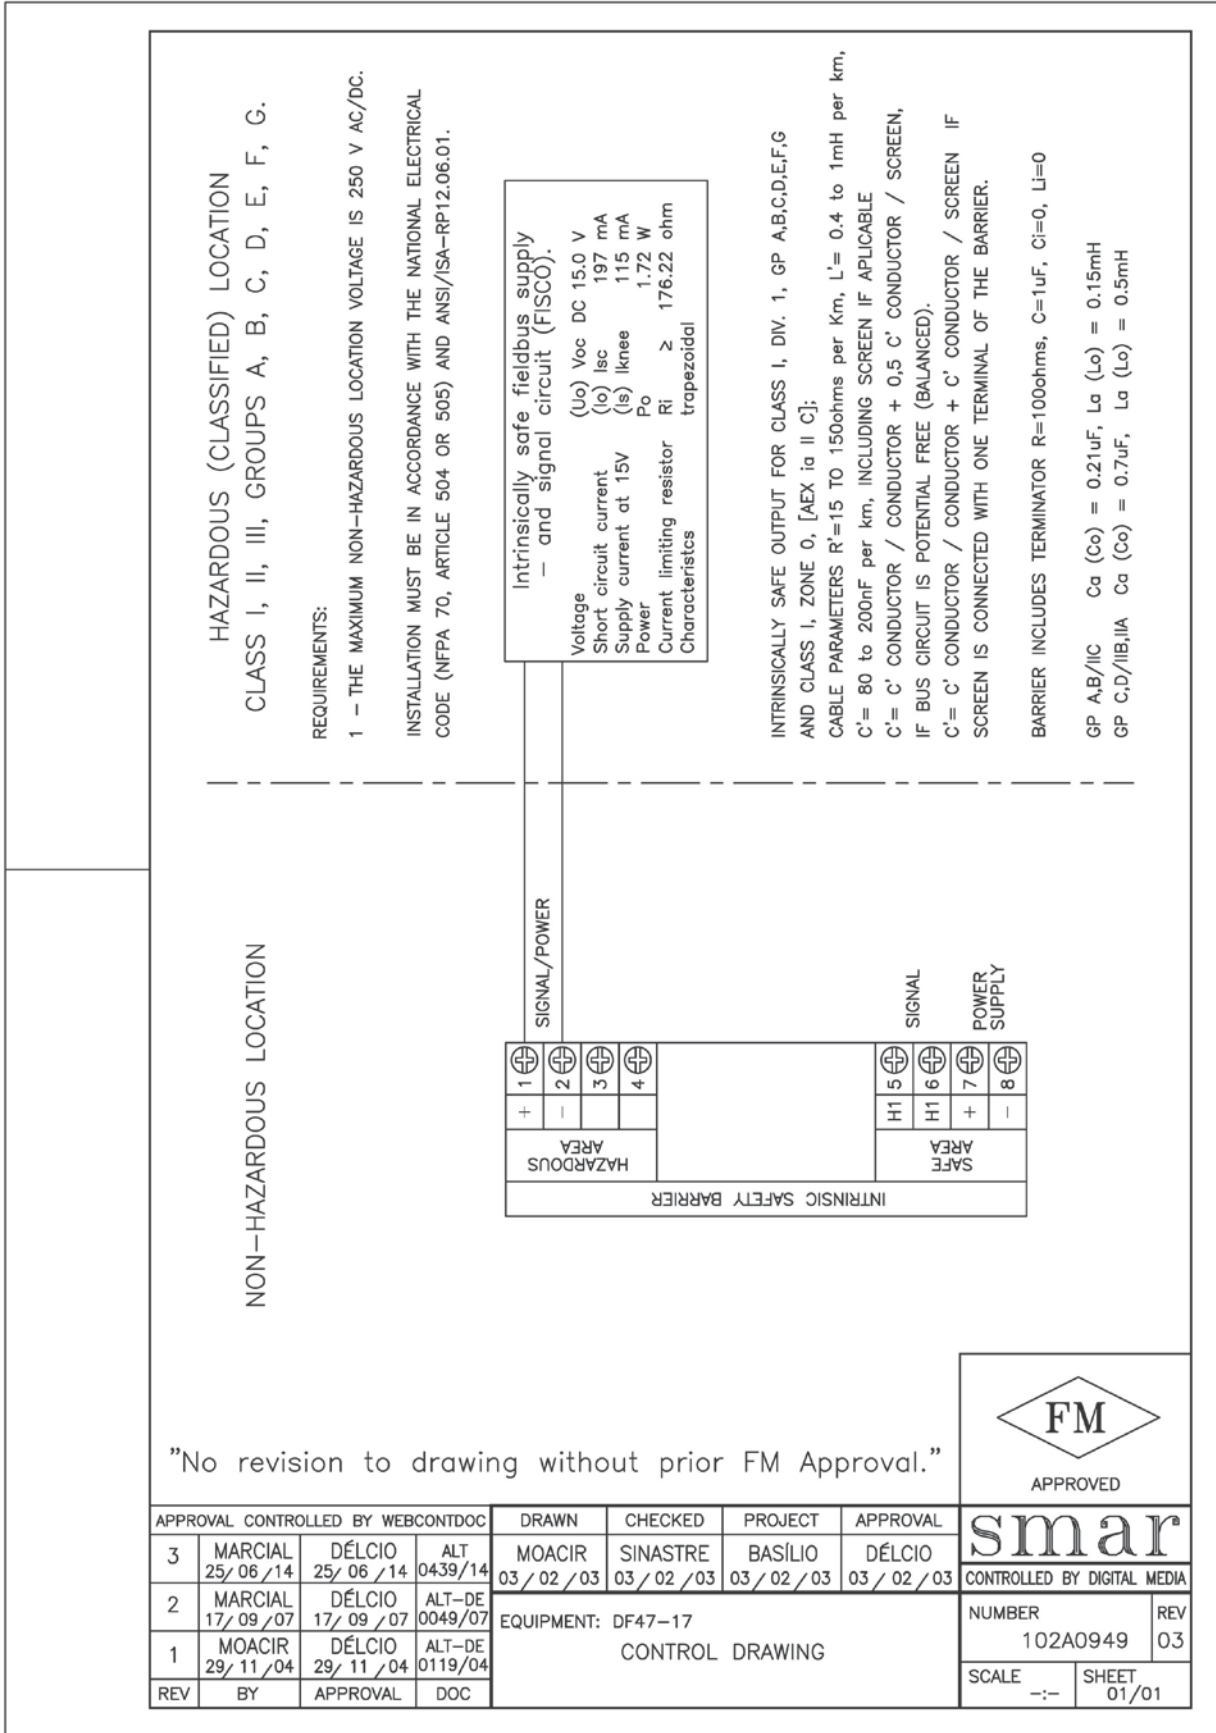 HAZARDOUS (CLASSIFIED) LOCATION
CLASS I, II, III, GROUPS A, B, C, D, E, F, G.
REQUIREMENTS:
1 - THE MAXIMUM NON-HAZARDOUS LOCATION VOLTAGE IS 250 V AC/DC.
INSTALLATION MUST BE IN ACCORDANCE WITH THE NATIONAL ELECTRICAL
CODE (NFPA 70, ARTICLE 504 OR 505) AND ANSI/ISA-RP12.06.01.
Intrinsically safe fieldbus supply
- and signal circuit (FISCO).
Voltage (Uo) Voc DC 15.0 V
Short circuit current (Io) Isc 197 mA
Supply current at 15V (Is) Iknee 115 mA
Power Po 1.72 W
Current limiting resistor Ri ≥ 176.22 ohm
Characteristcs trapezoidal
INTRINSICALLY SAFE OUTPUT FOR CLASS I, DIV. 1, GP A,B,C,D,E,F,G
AND CLASS I, ZONE 0, [AEX ia II C];
CABLE PARAMETERS R'=15 TO 150ohms per Km, L'= 0.4 to 1mH per km,
C'= 80 to 200nF per km, INCLUDING SCREEN IF APLICABLE
C'= C' CONDUCTOR / CONDUCTOR + 0,5 C' CONDUCTOR / SCREEN,
IF BUS CIRCUIT IS POTENTIAL FREE (BALANCED).
C'= C' CONDUCTOR / CONDUCTOR + C' CONDUCTOR / SCREEN IF
SCREEN IS CONNECTED WITH ONE TERMINAL OF THE BARRIER.
BARRIER INCLUDES TERMINATOR R=100ohms, C=1uF, Ci=0, Li=0
GP A,B/IIC Ca (Co) = 0.21uF, La (Lo) = 0.15mH
GP C,D/IIB,IIA Ca (Co) = 0.7uF, La (Lo) = 0.5mH
NON-HAZARDOUS LOCATION
SIGNAL/POWER
SIGNAL
POWER
SUPPLY
+ 1
- 2
3
4
H1 5
H1 6
+ 7
- 8
HAZARDOUS
AREA
SAFE
AREA
INTRINSIC SAFETY BARRIER
"No revision to drawing without prior FM Approval."
FM
APPROVED
APPROVAL CONTROLLED BY WEBCONTDOC
3 MARCIAL 25/06/14 DÉLCIO 25/06/14 ALT 0439/14
2 MARCIAL 17/09/07 DÉLCIO 17/09/07 ALT-DE 0049/07
1 MOACIR 29/11/04 DÉLCIO 29/11/04 ALT-DE 0119/04
REV BY APPROVAL DOC
DRAWN CHECKED PROJECT APPROVAL
MOACIR SINASTRE BASÍLIO DÉLCIO
03/02/03 03/02/03 03/02/03 03/02/03
EQUIPMENT: DF47-17
CONTROL DRAWING
smar
CONTROLLED BY DIGITAL MEDIA
NUMBER REV
102A0949 03
SCALE SHEET
-:- 01/01